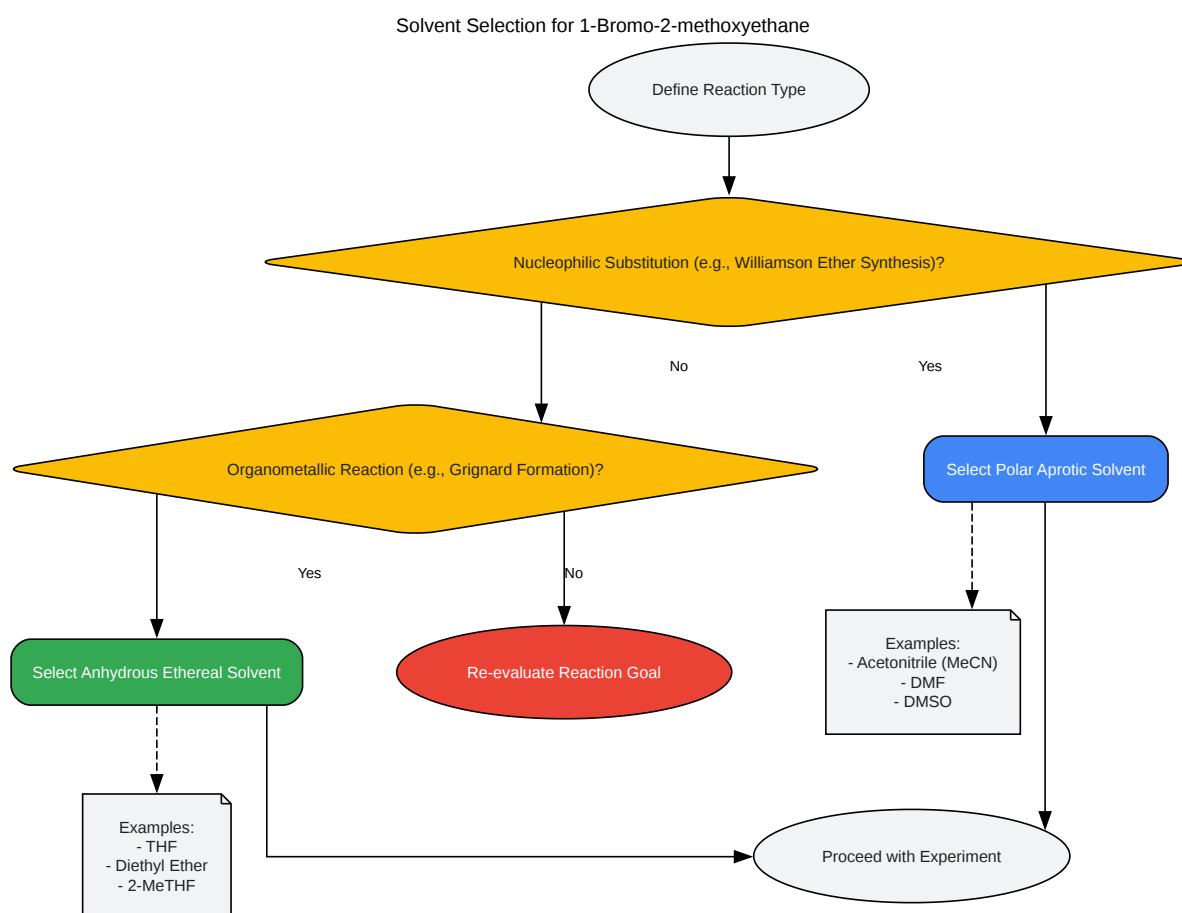 Solvent Selection for 1-Bromo-2-methoxyethane
Define Reaction Type
Nucleophilic Substitution (e.g., Williamson Ether Synthesis)?
No
Yes
Organometallic Reaction (e.g., Grignard Formation)?
Select Polar Aprotic Solvent
Yes
No
Examples:
- Acetonitrile (MeCN)
- DMF
- DMSO
Select Anhydrous Ethereal Solvent
Re-evaluate Reaction Goal
Examples:
- THF
- Diethyl Ether
- 2-MeTHF
Proceed with Experiment